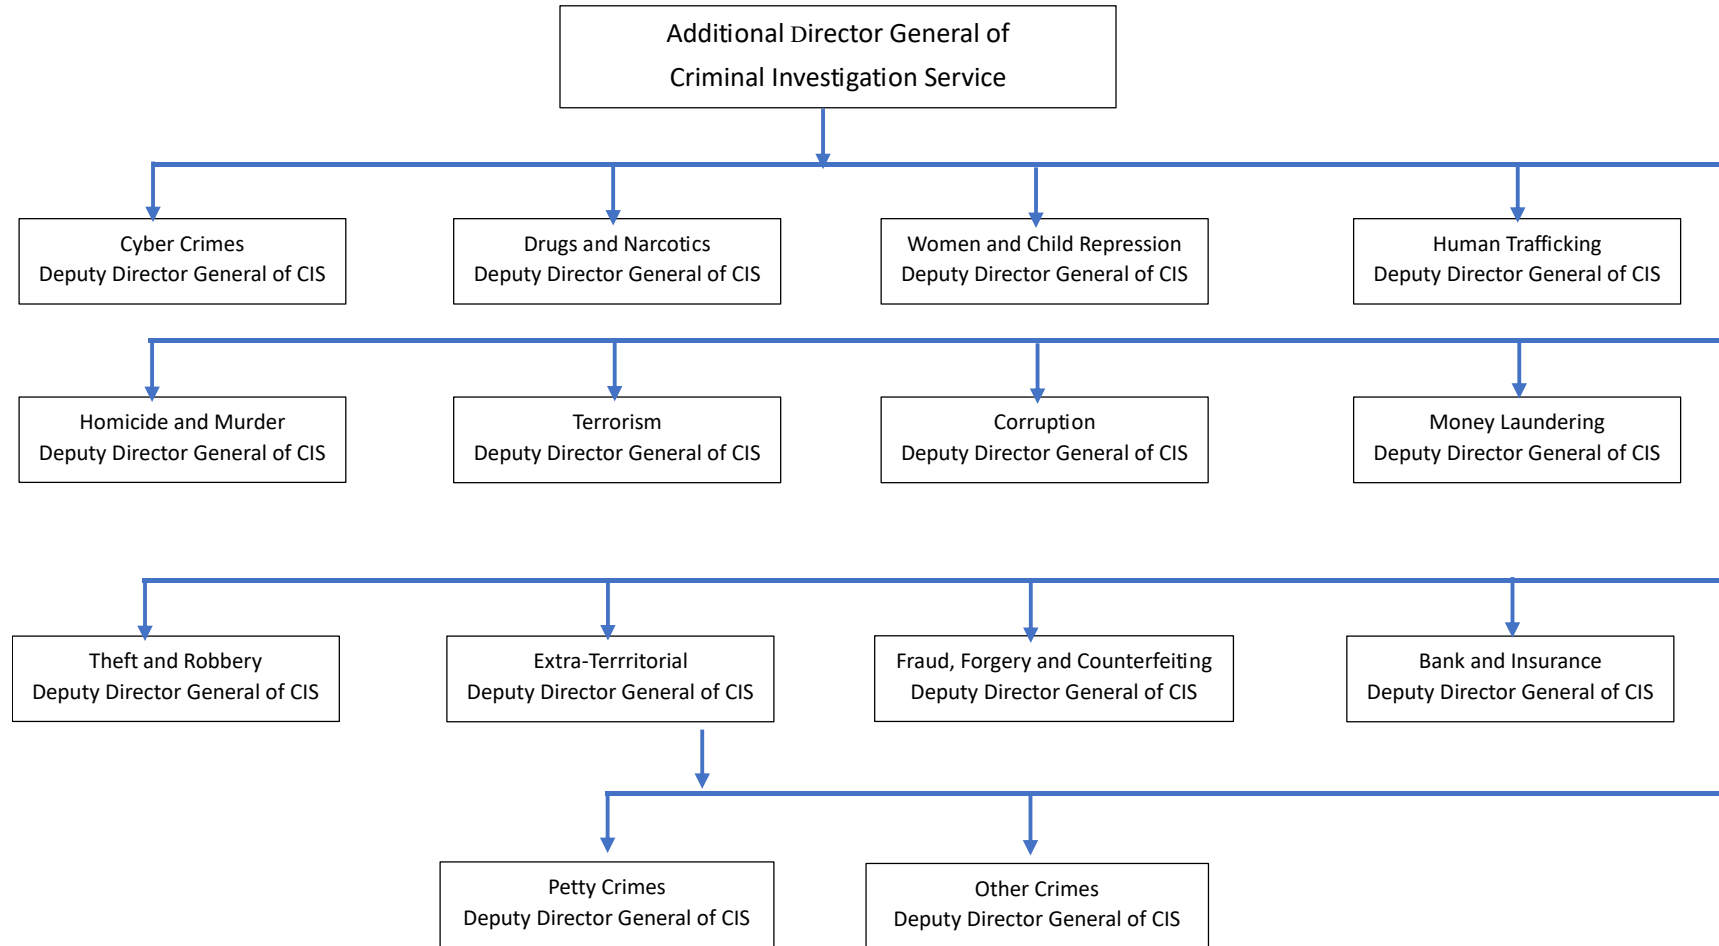 Additional Director General of
Criminal Investigation Service
Cyber Crimes
Deputy Director General of CIS
Drugs and Narcotics
Deputy Director General of CIS
Women and Child Repression
Deputy Director General of CIS
Human Trafficking
Deputy Director General of CIS
Homicide and Murder
Deputy Director General of CIS
Terrorism
Deputy Director General of CIS
Corruption
Deputy Director General of CIS
Money Laundering
Deputy Director General of CIS
Theft and Robbery
Deputy Director General of CIS
Extra-Terrritorial
Deputy Director General of CIS
Fraud, Forgery and Counterfeiting
Deputy Director General of CIS
Bank and Insurance
Deputy Director General of CIS
Petty Crimes
Deputy Director General of CIS
Other Crimes
Deputy Director General of CIS